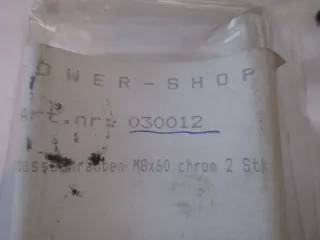 OWER-SHOP
Art.nr: 030012
M8x60 chrom 2 Stk